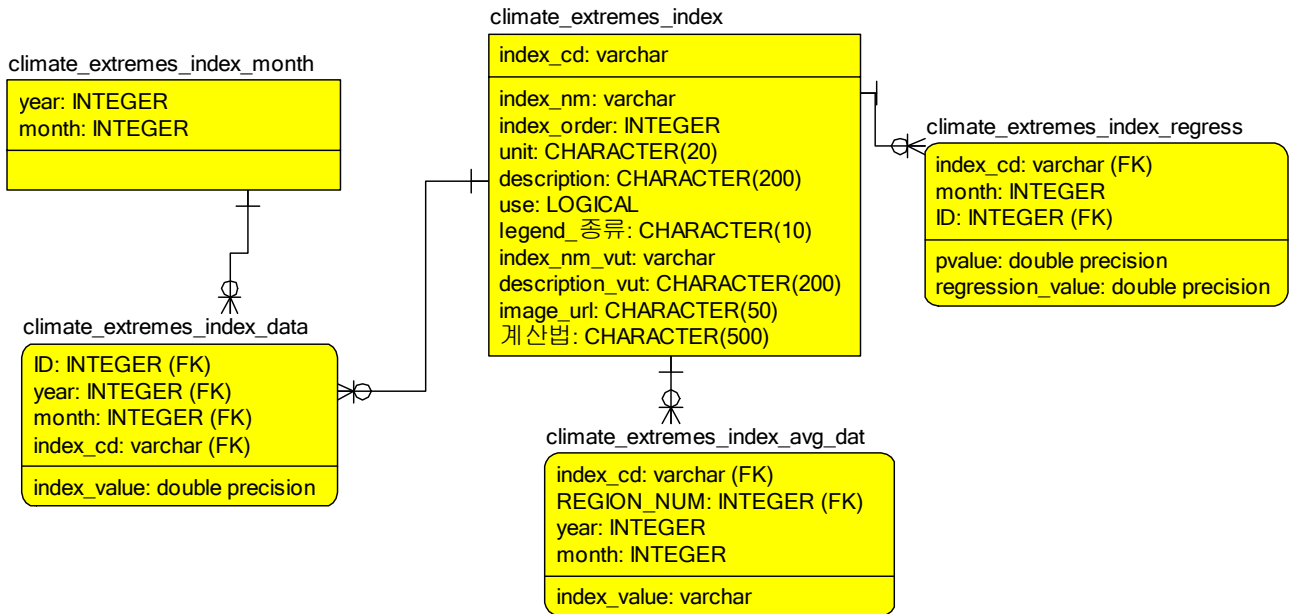 climate_extremes_index
index_cd: varchar
index_nm: varchar
index_order: INTEGER
unit: CHARACTER(20)
description: CHARACTER(200)
use: LOGICAL
legend_종류: CHARACTER(10)
index_nm_vut: varchar
description_vut: CHARACTER(200)
image_url: CHARACTER(50)
계산법: CHARACTER(500)
climate_extremes_index_month
year: INTEGER
month: INTEGER
climate_extremes_index_regress
index_cd: varchar (FK)
month: INTEGER
ID: INTEGER (FK)
pvalue: double precision
regression_value: double precision
climate_extremes_index_data
ID: INTEGER (FK)
year: INTEGER (FK)
month: INTEGER (FK)
index_cd: varchar (FK)
index_value: double precision
climate_extremes_index_avg_dat
index_cd: varchar (FK)
REGION_NUM: INTEGER (FK)
year: INTEGER
month: INTEGER
index_value: varchar